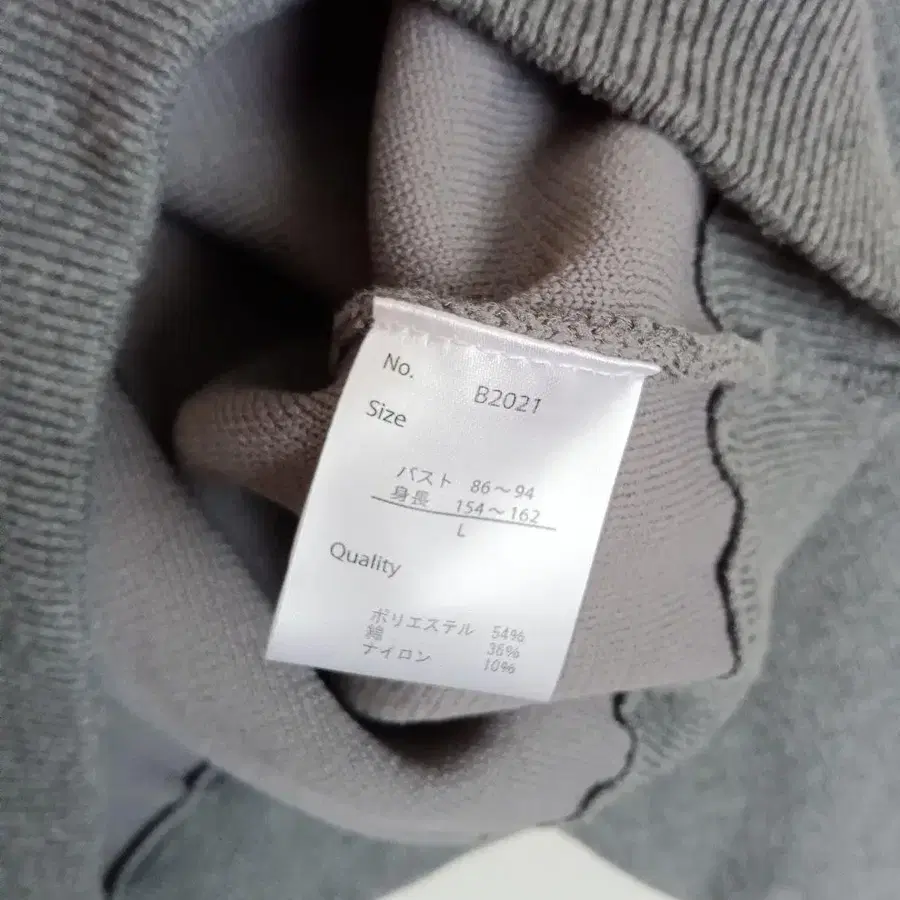 No.
B2021
Size
バスト 86～94
身長 154～162
L
Quality
ポリエステル 54%
綿 36%
ナイロン 10%